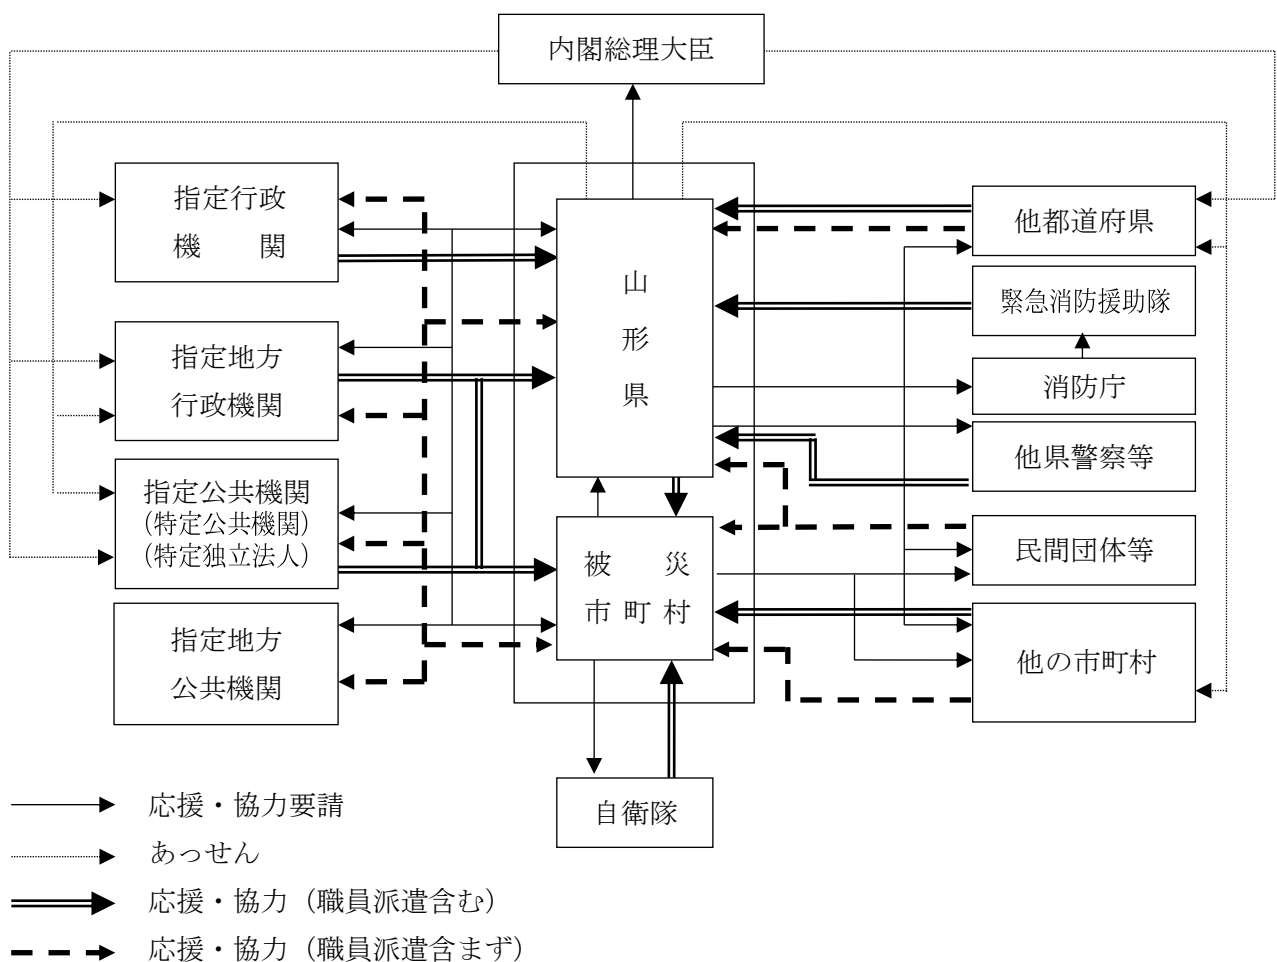 内閣総理大臣
指定行政
機　　関
指定地方
行政機関
指定公共機関
（特定公共機関）
（特定独立法人）
指定地方
公共機関
山
形
県
被　　災
市 町 村
自衛隊
他都道府県
緊急消防援助隊
消防庁
他県警察等
民間団体等
他の市町村
応援・協力要請
あっせん
応援・協力（職員派遣含む）
応援・協力（職員派遣含まず）